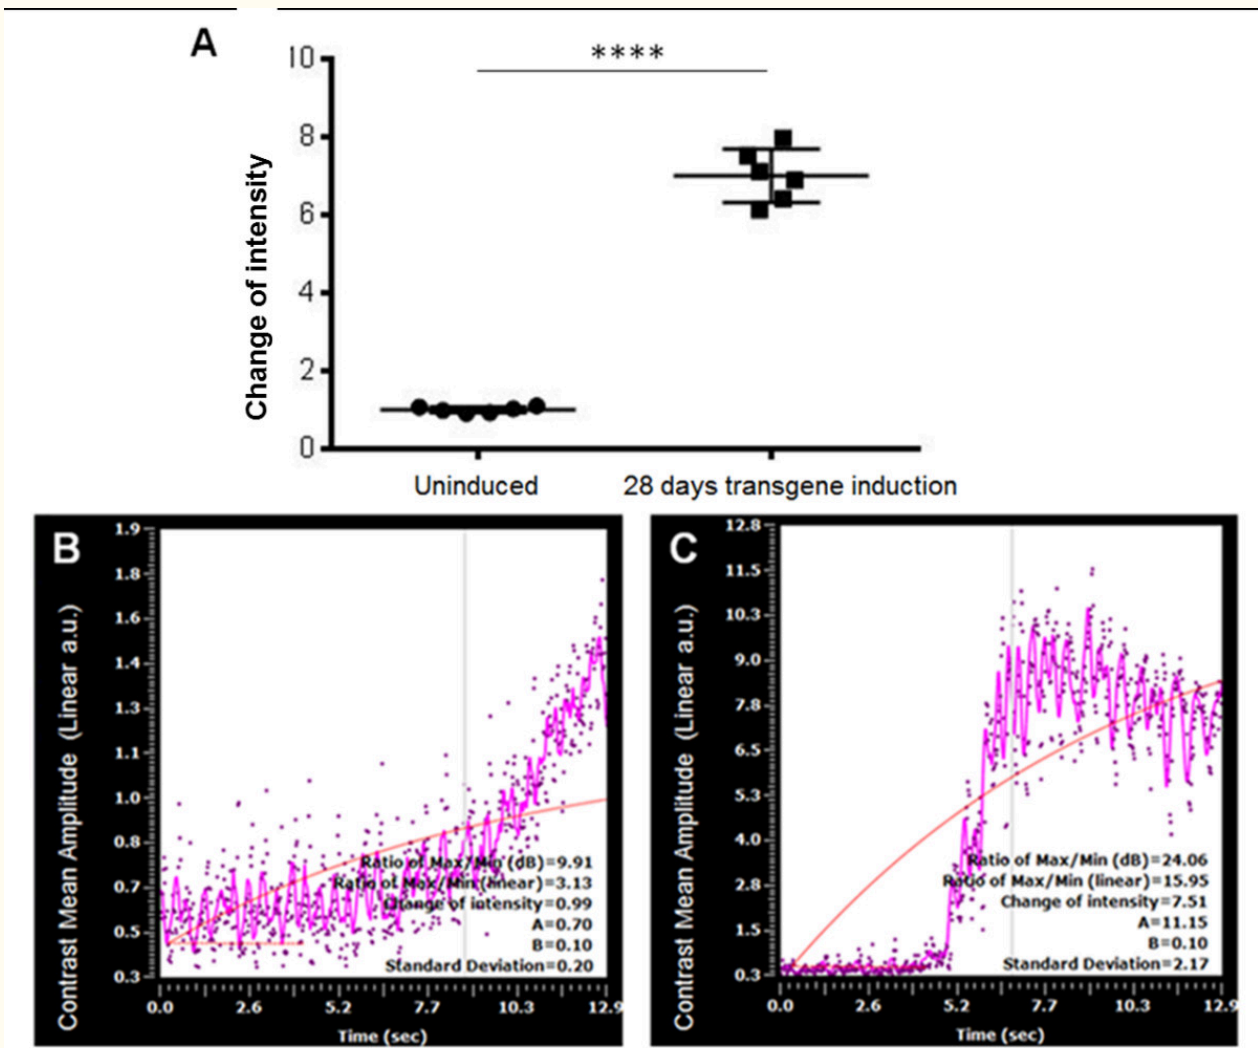 A
****
10
8
6
4
2
0
Change of intensity
Uninduced
28 days transgene induction
B
1.9
1.8
1.6
1.4
1.3
1.1
1.0
0.8
0.7
0.5
0.3
Contrast Mean Amplitude (Linear a.u.)
Ratio of Max/Min (dB)=9.91
Ratio of Max/Min (linear)=3.13
Change of intensity=0.99
A=0.70
B=0.10
Standard Deviation=0.20
0.0 2.6 5.2 7.7 10.3 12.9
Time (sec)
C
12.8
11.5
10.3
9.0
7.8
6.5
5.3
4.0
2.8
1.5
0.3
Contrast Mean Amplitude (Linear a.u.)
Ratio of Max/Min (dB)=24.06
Ratio of Max/Min (linear)=15.95
Change of intensity=7.51
A=11.15
B=0.10
Standard Deviation=2.17
0.0 2.6 5.2 7.7 10.3 12.9
Time (sec)